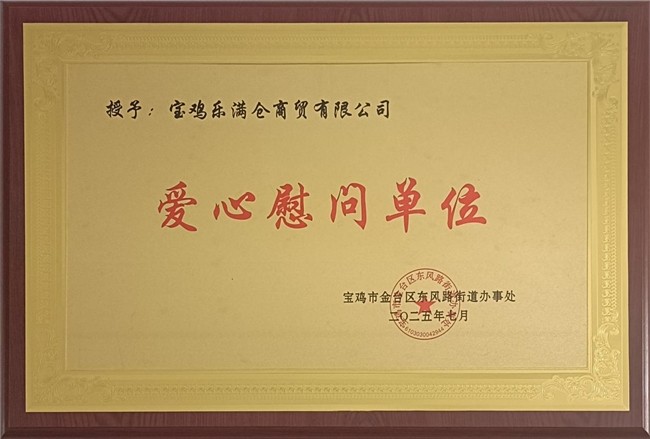 授予：宝鸡乐满仓商贸有限公司
爱心慰问单位
宝鸡市金台区东风路街道办事处
二〇二五年七月